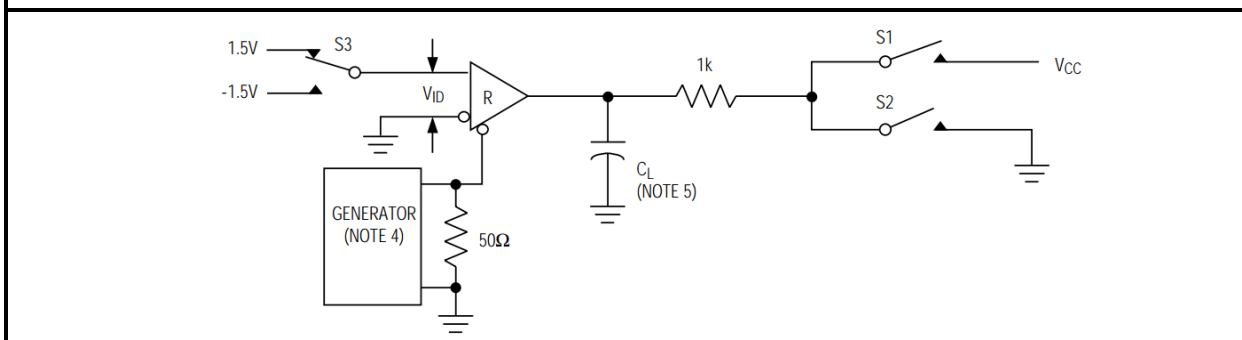 1.5V
S3
-1.5V
VID
R
1k
S1
VCC
S2
CL
(NOTE 5)
GENERATOR
(NOTE 4)
50Ω